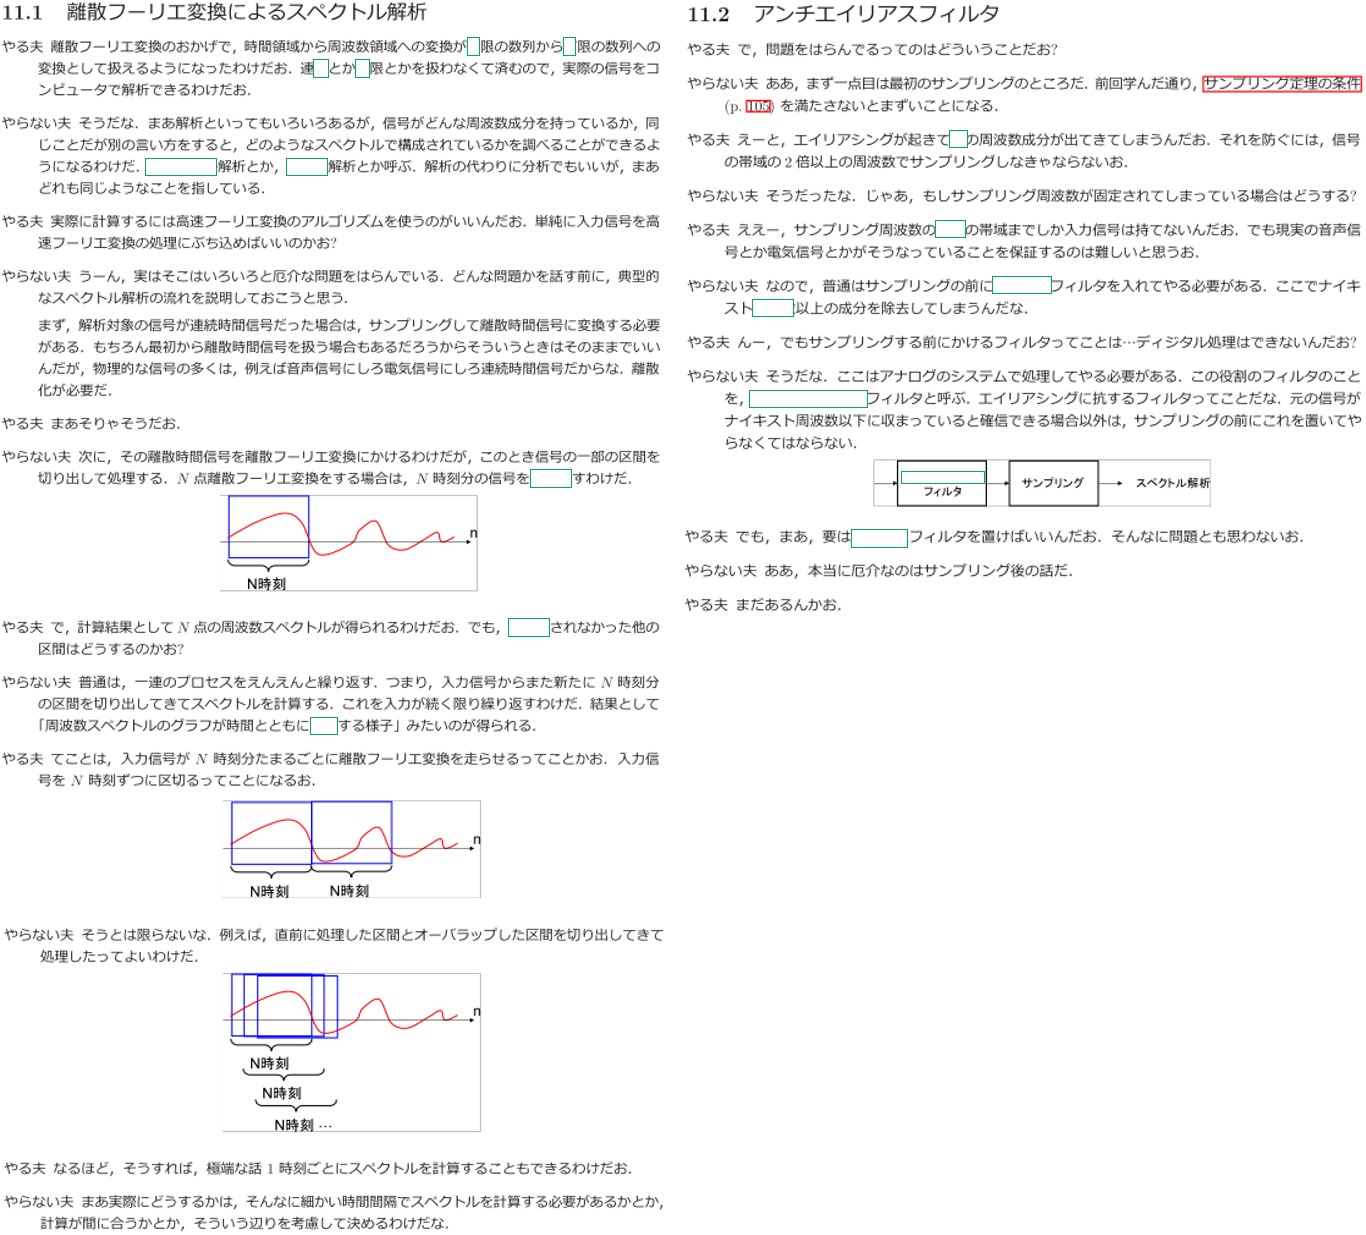 11.1 離散フーリエ変換によるスペクトル解析
やる夫 離散フーリエ変換のおかげで，時間領域から周波数領域への変換が 限の数列から 限の数列への
変換として扱えるようになったわけだお．連 とか 限とかを扱わなくて済むので，実際の信号をコ
ンピュータで解析できるわけだお．
やらない夫 そうだな．まあ解析といってもいろいろあるが，信号がどんな周波数成分を持っているか，同
じことだが別の言い方をすると，どのようなスペクトルで構成されているかを調べることができるよ
うになるわけだ． 解析とか， 解析とか呼ぶ．解析の代わりに分析でもいいが，まあ
どれも同じようなことを指している．
やる夫 実際に計算するには高速フーリエ変換のアルゴリズムを使うのがいいんだお．単純に入力信号を高
速フーリエ変換の処理にぶち込めばいいのかお?
やらない夫 うーん，実はそこはいろいろと厄介な問題をはらんでいる．どんな問題かを話す前に，典型的
なスペクトル解析の流れを説明しておこうと思う．
まず，解析対象の信号が連続時間信号だった場合は，サンプリングして離散時間信号に変換する必要
がある．もちろん最初から離散時間信号を扱う場合もあるだろうからそういうときはそのままでいい
んだが，物理的な信号の多くは，例えば音声信号にしろ電気信号にしろ連続時間信号だからな．離散
化が必要だ．
やる夫 まあそりゃそうだお．
やらない夫 次に，その離散時間信号を離散フーリエ変換にかけるわけだが，このとき信号の一部の区間を
切り出して処理する．N 点離散フーリエ変換をする場合は，N 時刻分の信号を すわけだ．
n
N時刻
やる夫 で，計算結果として N 点の周波数スペクトルが得られるわけだお．でも， されなかった他の
区間はどうするのかお?
やらない夫 普通は，一連のプロセスをえんえんと繰り返す．つまり，入力信号からまた新たに N 時刻分
の区間を切り出してきてスペクトルを計算する．これを入力が続く限り繰り返すわけだ．結果として
「周波数スペクトルのグラフが時間とともに する様子」みたいのが得られる．
やる夫 てことは，入力信号が N 時刻分たまるごとに離散フーリエ変換を走らせるってことかお．入力信
号を N 時刻ずつに区切るってことになるお．
n
N時刻 N時刻
やらない夫 そうとは限らないな．例えば，直前に処理した区間とオーバラップした区間を切り出してきて
処理したってよいわけだ．
n
N時刻
N時刻
N時刻 …
やる夫 なるほど，そうすれば，極端な話 1 時刻ごとにスペクトルを計算することもできるわけだお．
やらない夫 まあ実際にどうするかは，そんなに細かい時間間隔でスペクトルを計算する必要があるかとか，
計算が間に合うかとか，そういう辺りを考慮して決めるわけだな．
11.2 アンチエイリアスフィルタ
やる夫 で，問題をはらんでるってのはどういうことだお?
やらない夫 ああ，まず一点目は最初のサンプリングのところだ．前回学んだ通り，サンプリング定理の条件
(p. 105) を満たさないとまずいことになる．
やる夫 えーと，エイリアシングが起きて の周波数成分が出てきてしまうんだお．それを防ぐには，信号
の帯域の 2 倍以上の周波数でサンプリングしなきゃならないお．
やらない夫 そうだったな．じゃあ，もしサンプリング周波数が固定されてしまっている場合はどうする?
やる夫 ええー，サンプリング周波数の の帯域までしか入力信号は持てないんだお．でも現実の音声信
号とか電気信号とかがそうなっていることを保証するのは難しいと思うお．
やらない夫 なので，普通はサンプリングの前に フィルタを入れてやる必要がある．ここでナイキ
スト 以上の成分を除去してしまうんだな．
やる夫 んー，でもサンプリングする前にかけるフィルタってことは…ディジタル処理はできないんだお?
やらない夫 そうだな．ここはアナログのシステムで処理してやる必要がある．この役割のフィルタのこと
を， フィルタと呼ぶ．エイリアシングに抗するフィルタってことだな．元の信号が
ナイキスト周波数以下に収まっていると確信できる場合以外は，サンプリングの前にこれを置いてや
らなくてはならない．
フィルタ サンプリング スペクトル解析
やる夫 でも，まあ，要は フィルタを置けばいいんだお．そんなに問題とも思わないお．
やらない夫 ああ，本当に厄介なのはサンプリング後の話だ．
やる夫 まだあるんかお．